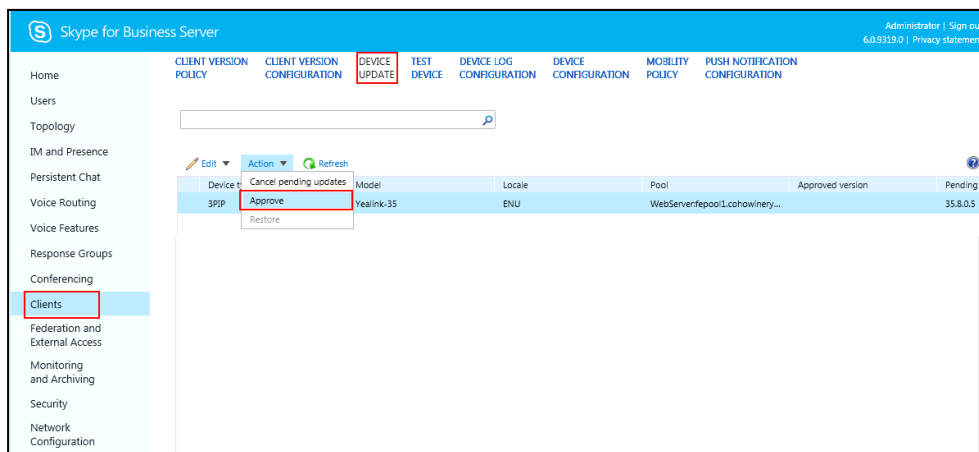 S Skype for Business Server
Administrator | Sign ou
6.0.9319.0 | Privacy statemen
Home
Users
Topology
IM and Presence
Persistent Chat
Voice Routing
Voice Features
Response Groups
Conferencing
Clients
Federation and
External Access
Monitoring
and Archiving
Security
Network
Configuration
CLIENT VERSION
POLICY
CLIENT VERSION
CONFIGURATION
DEVICE
UPDATE
TEST
DEVICE
DEVICE LOG
CONFIGURATION
DEVICE
CONFIGURATION
MOBILITY
POLICY
PUSH NOTIFICATION
CONFIGURATION
Edit Action Refresh
Cancel pending updates
Approve
Restore
Device t Model Locale Pool Approved version Pending
3PIP Yealink-35 ENU WebServer:fepool1.cohowinery... 35.8.0.5